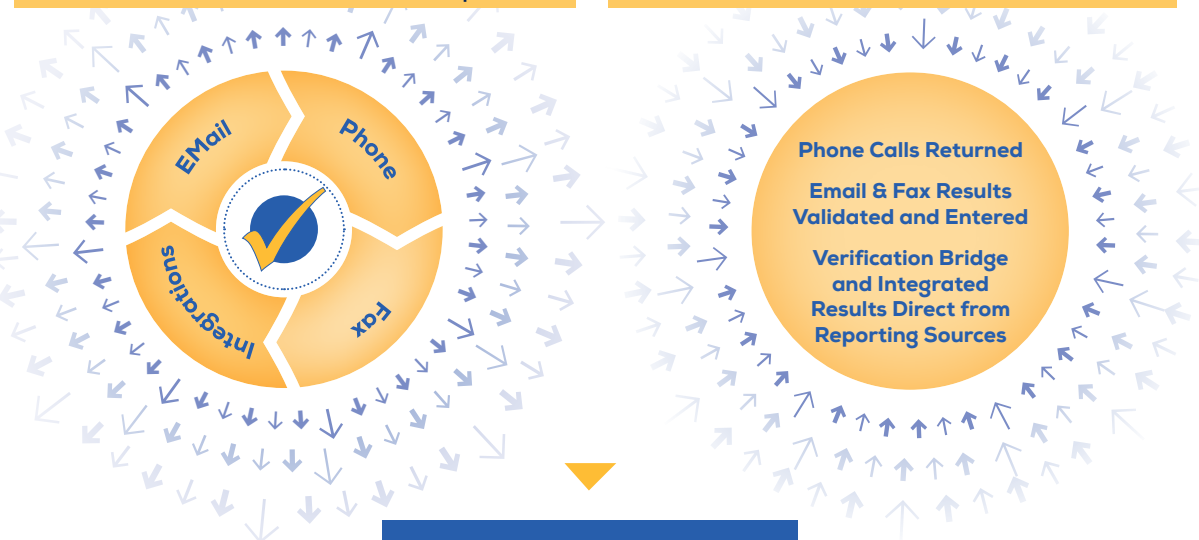 EMail
Phone
Integrations
Fax
Phone Calls Returned
Email & Fax Results
Validated and Entered
Verification Bridge
and Integrated
Results Direct from
Reporting Sources